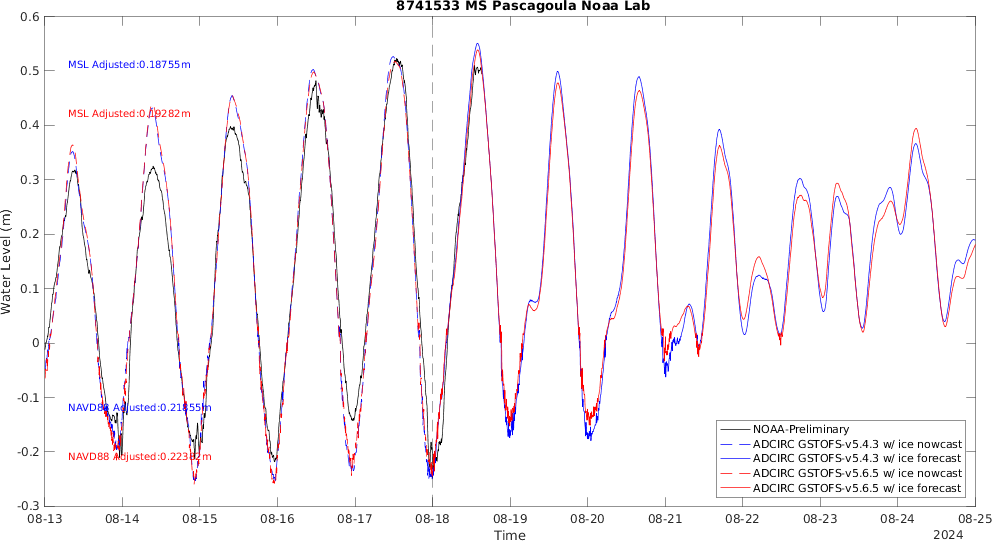 8741533 MS Pascagoula Noaa Lab
0.6
0.5
0.4
0.3
0.2
0.1
0
-0.1
-0.2
-0.3
Water Level (m)
MSL Adjusted:0.18755m
MSL Adjusted:0.19282m
NAVD88 Adjusted:0.21855m
NAVD88 Adjusted:0.22382m
NOAA-Preliminary
ADCIRC GSTOFS-v5.4.3 w/ ice nowcast
ADCIRC GSTOFS-v5.4.3 w/ ice forecast
ADCIRC GSTOFS-v5.6.5 w/ ice nowcast
ADCIRC GSTOFS-v5.6.5 w/ ice forecast
08-13 08-14 08-15 08-16 08-17 08-18 08-19 08-20 08-21 08-22 08-23 08-24 08-25
Time
2024